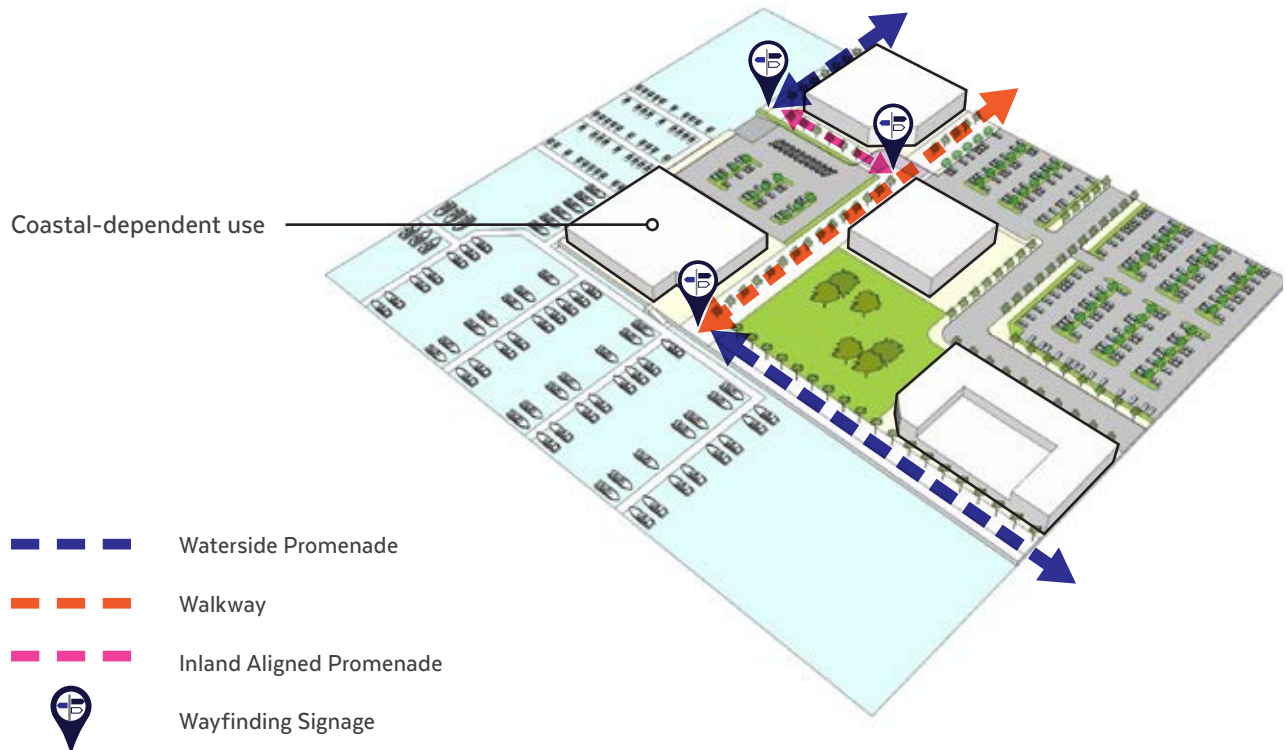 Coastal-dependent use
Waterside Promenade
Walkway
Inland Aligned Promenade
Wayfinding Signage